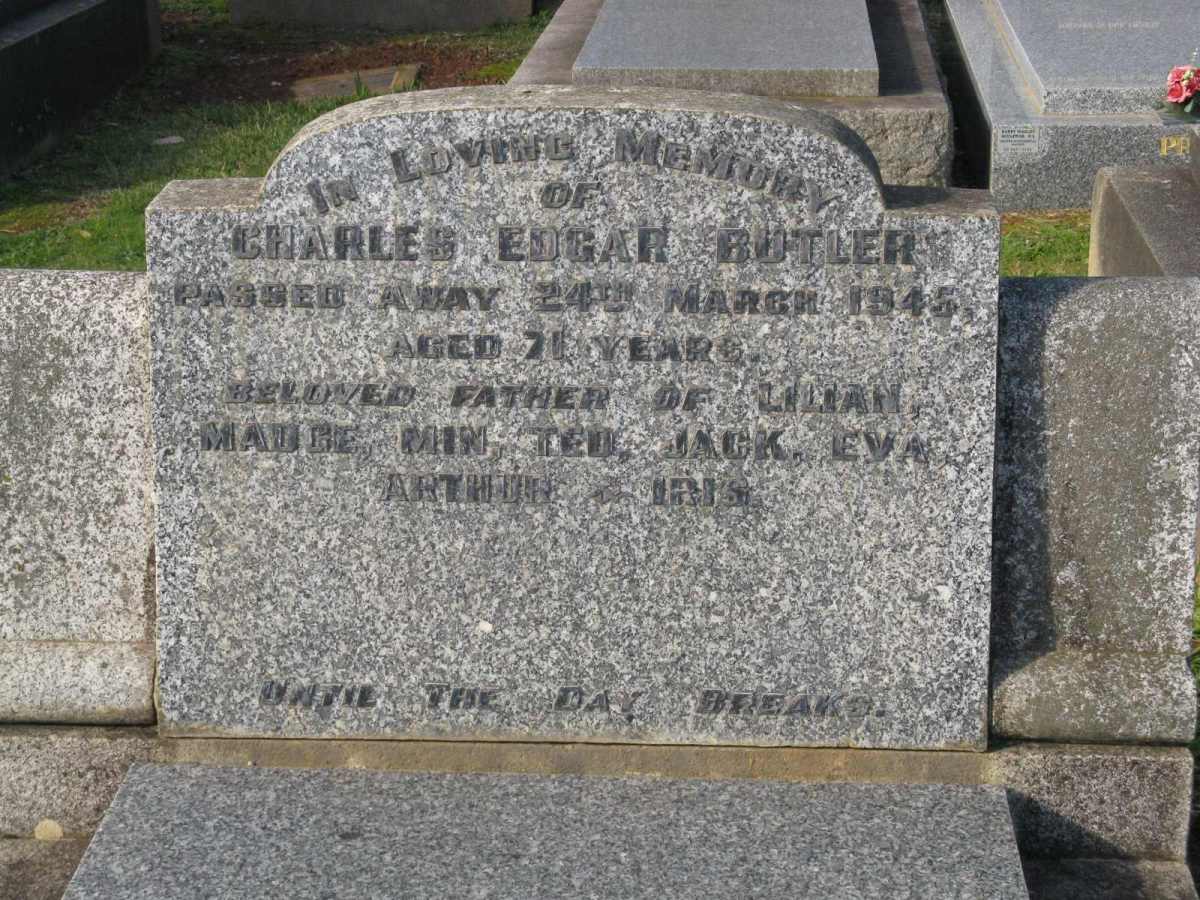 In Loving Memory
OF
CHARLES EDGAR BUTLER
PASSED AWAY 24TH MARCH 1945,
AGED 71 YEARS.
BELOVED FATHER OF LILIAN,
MADGE, MIN, TED, JACK, EVA,
ARTHUR & IRIS
UNTIL THE DAY BREAKS.